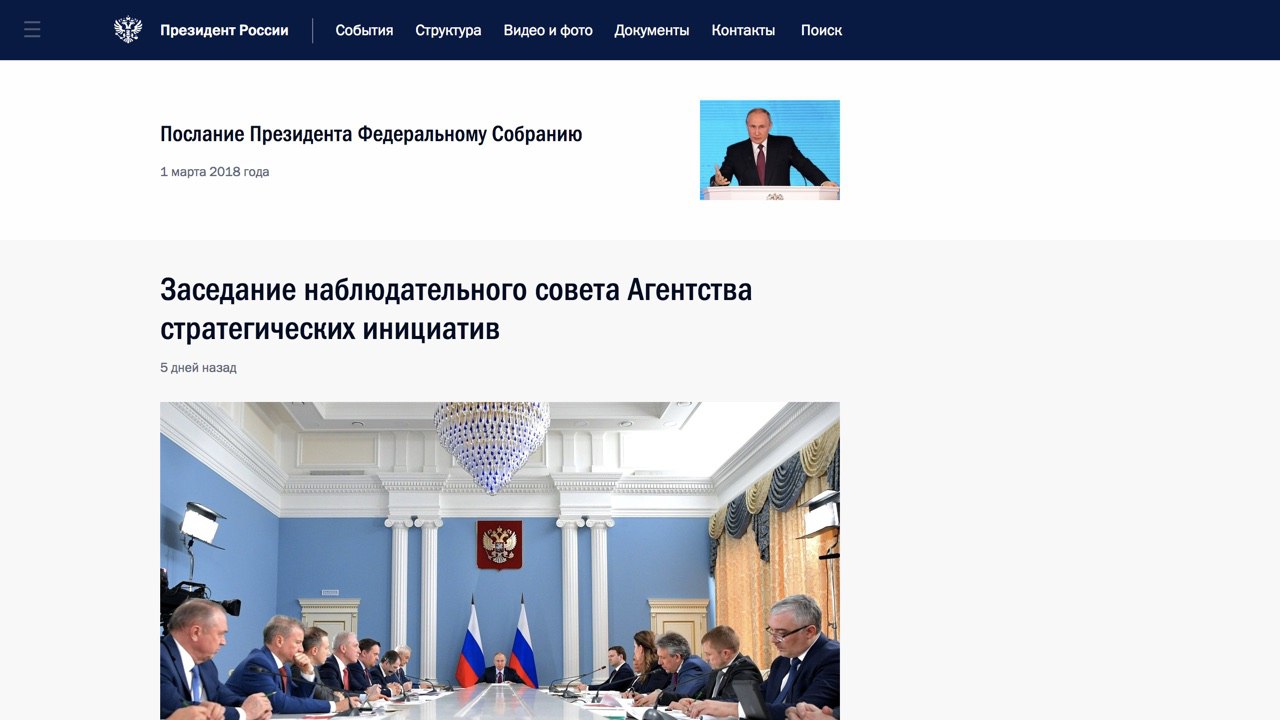 Президент России
События
Структура
Видео и фото
Документы
Контакты
Поиск
Послание Президента Федеральному Собранию
1 марта 2018 года
Заседание наблюдательного совета Агентства
стратегических инициатив
5 дней назад